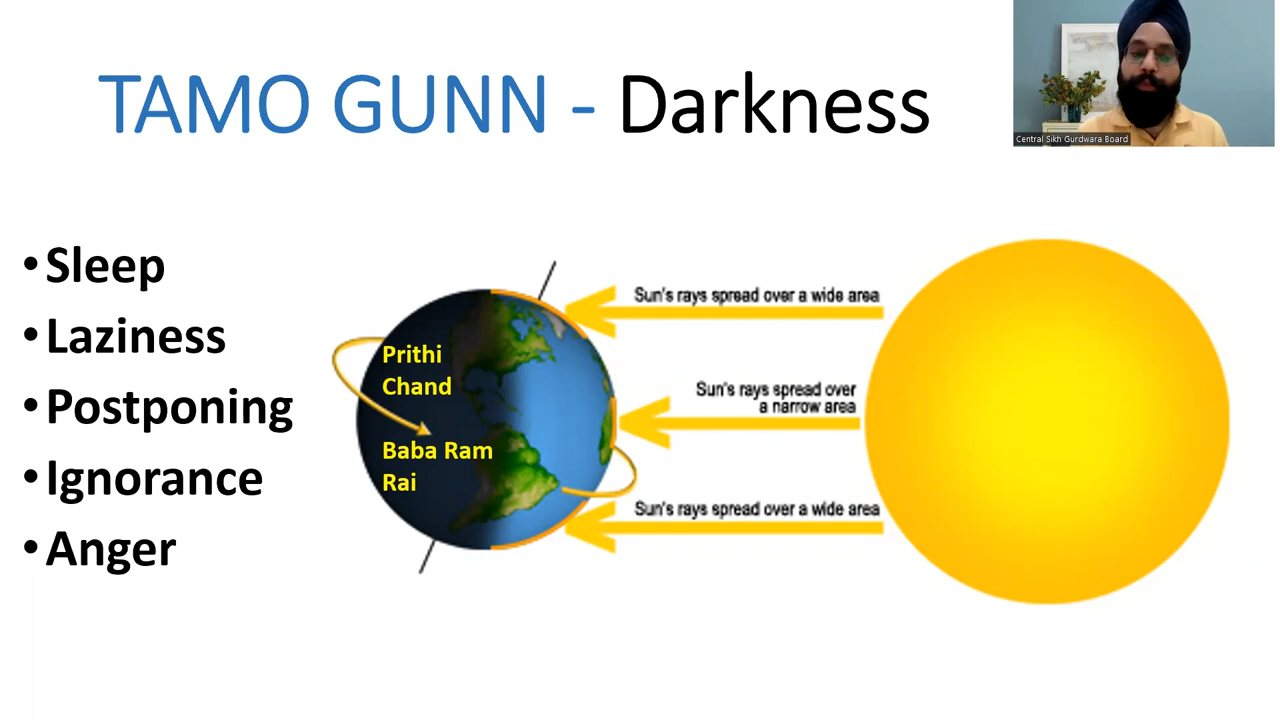 TAMO GUNN - Darkness
Central Sikh Gurdwara Board
• Sleep
• Laziness
• Postponing
• Ignorance
• Anger
Prithi
Chand
Baba Ram
Rai
Sun's rays spread over a wide area
Sun's rays spread over
a narrow area
Sun's rays spread over a wide area